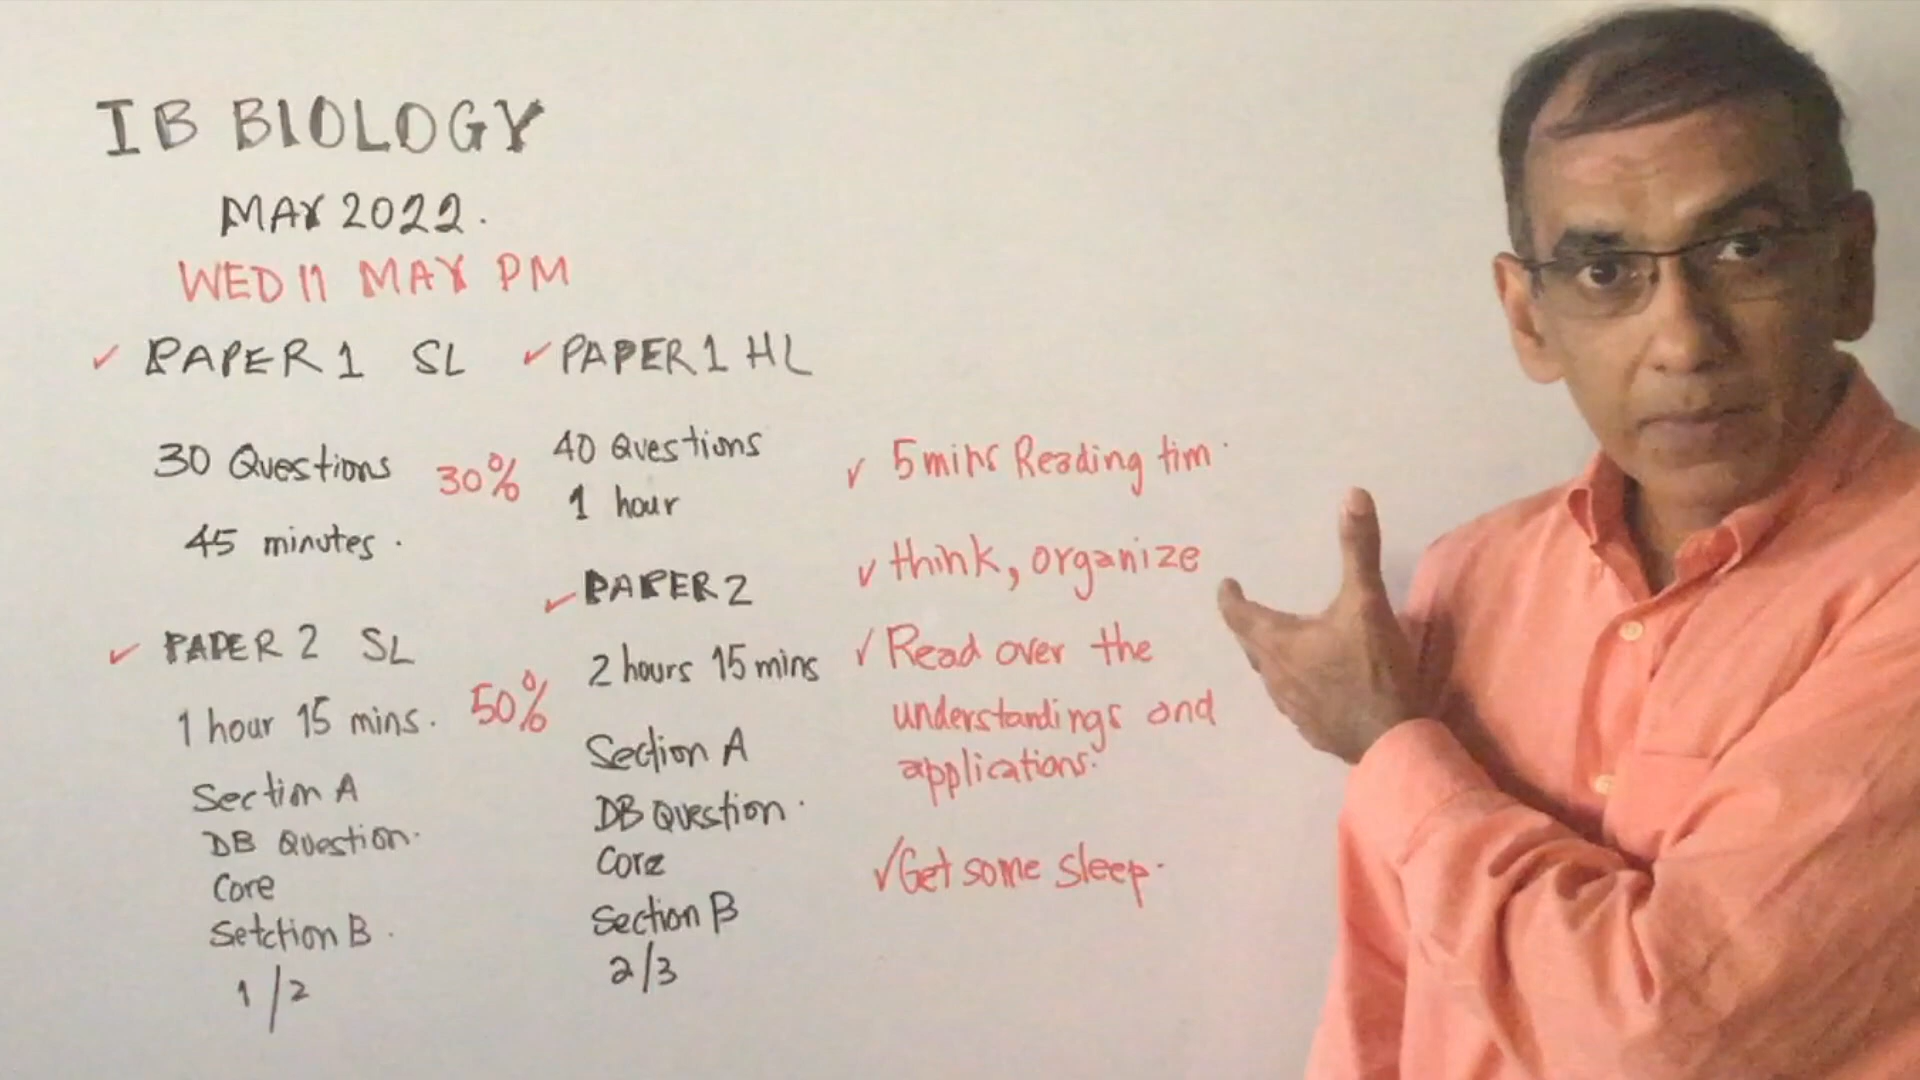 IB BIOLOGY
MAY 2022.
WED 11 MAY PM
✓ PAPER 1 SL
30 Questions
45 minutes.
30%
✓ PAPER 1 HL
40 Questions
1 hour
✓ PAPER 2 SL
1 hour 15 mins.
50%
Section A
DB Question.
Core
Setction B.
1/2
✓ PAPER 2
2 hours 15 mins
Section A
DB Question.
Core
Section B
2/3
✓ 5 mins Reading tim.
✓ think, organize
✓ Read over the
understandings and
applications.
✓ Get some sleep.